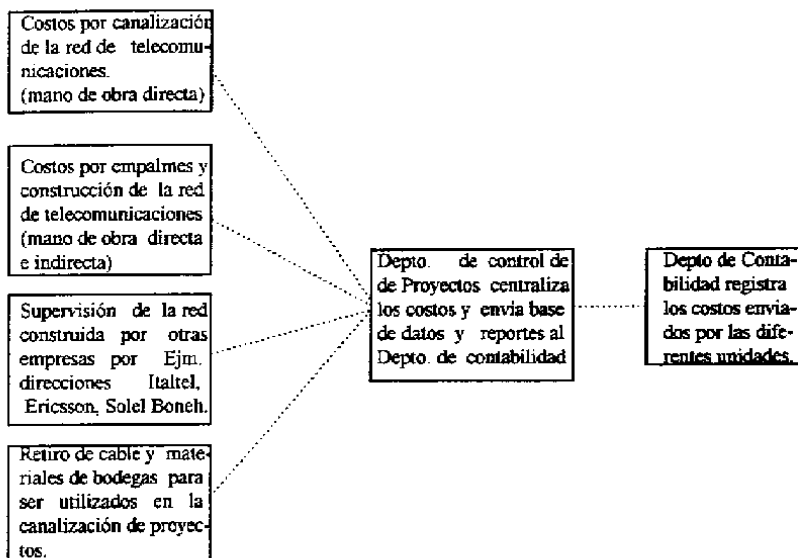 Costos por canalización
de la red de telecomu-
nicaciones.
(mano de obra directa)
Costos por empalmes y
construcción de la red
de telecomunicaciones
(mano de obra directa
e indirecta)
Supervisión de la red
construida por otras
empresas por Ejm.
direcciones Italtel,
Ericsson, Solel Boneh.
Retiro de cable y mate-
riales de bodegas para
ser utilizados en la
canalización de proyec-
tos.
Depto. de control de
de Proyectos centraliza
los costos y envia base
de datos y reportes al
Depto. de contabilidad
Depto de Conta-
bilidad registra
los costos envia-
dos por las dife-
rentes unidades.